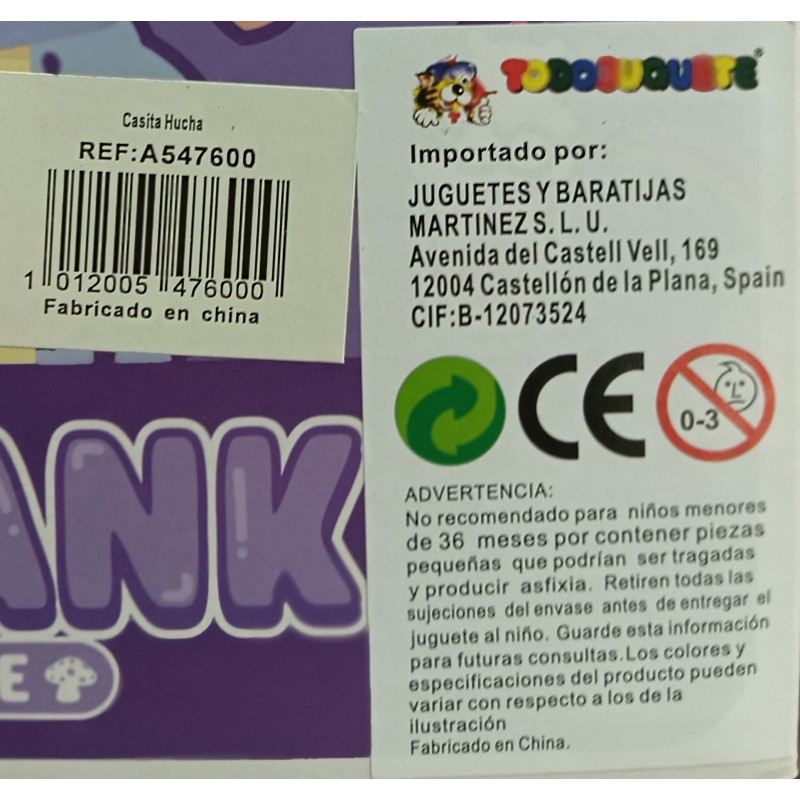 Casita Hucha
REF:A547600
1 012005 476000
Fabricado en china
ANK
E
TODOJUGUETE®
Importado por:
JUGUETES Y BARATIJAS
MARTINEZ S. L. U.
Avenida del Castell Vell, 169
12004 Castellón de la Plana, Spain
CIF:B-12073524
CE
0-3
ADVERTENCIA:
No recomendado para niños menores
de 36 meses por contener piezas
pequeñas que podrían ser tragadas
y producir asfixia. Retiren todas las
sujeciones del envase antes de entregar el
juguete al niño. Guarde esta información
para futuras consultas.Los colores y
especificaciones del producto pueden
variar con respecto a los de la
ilustración
Fabricado en China.